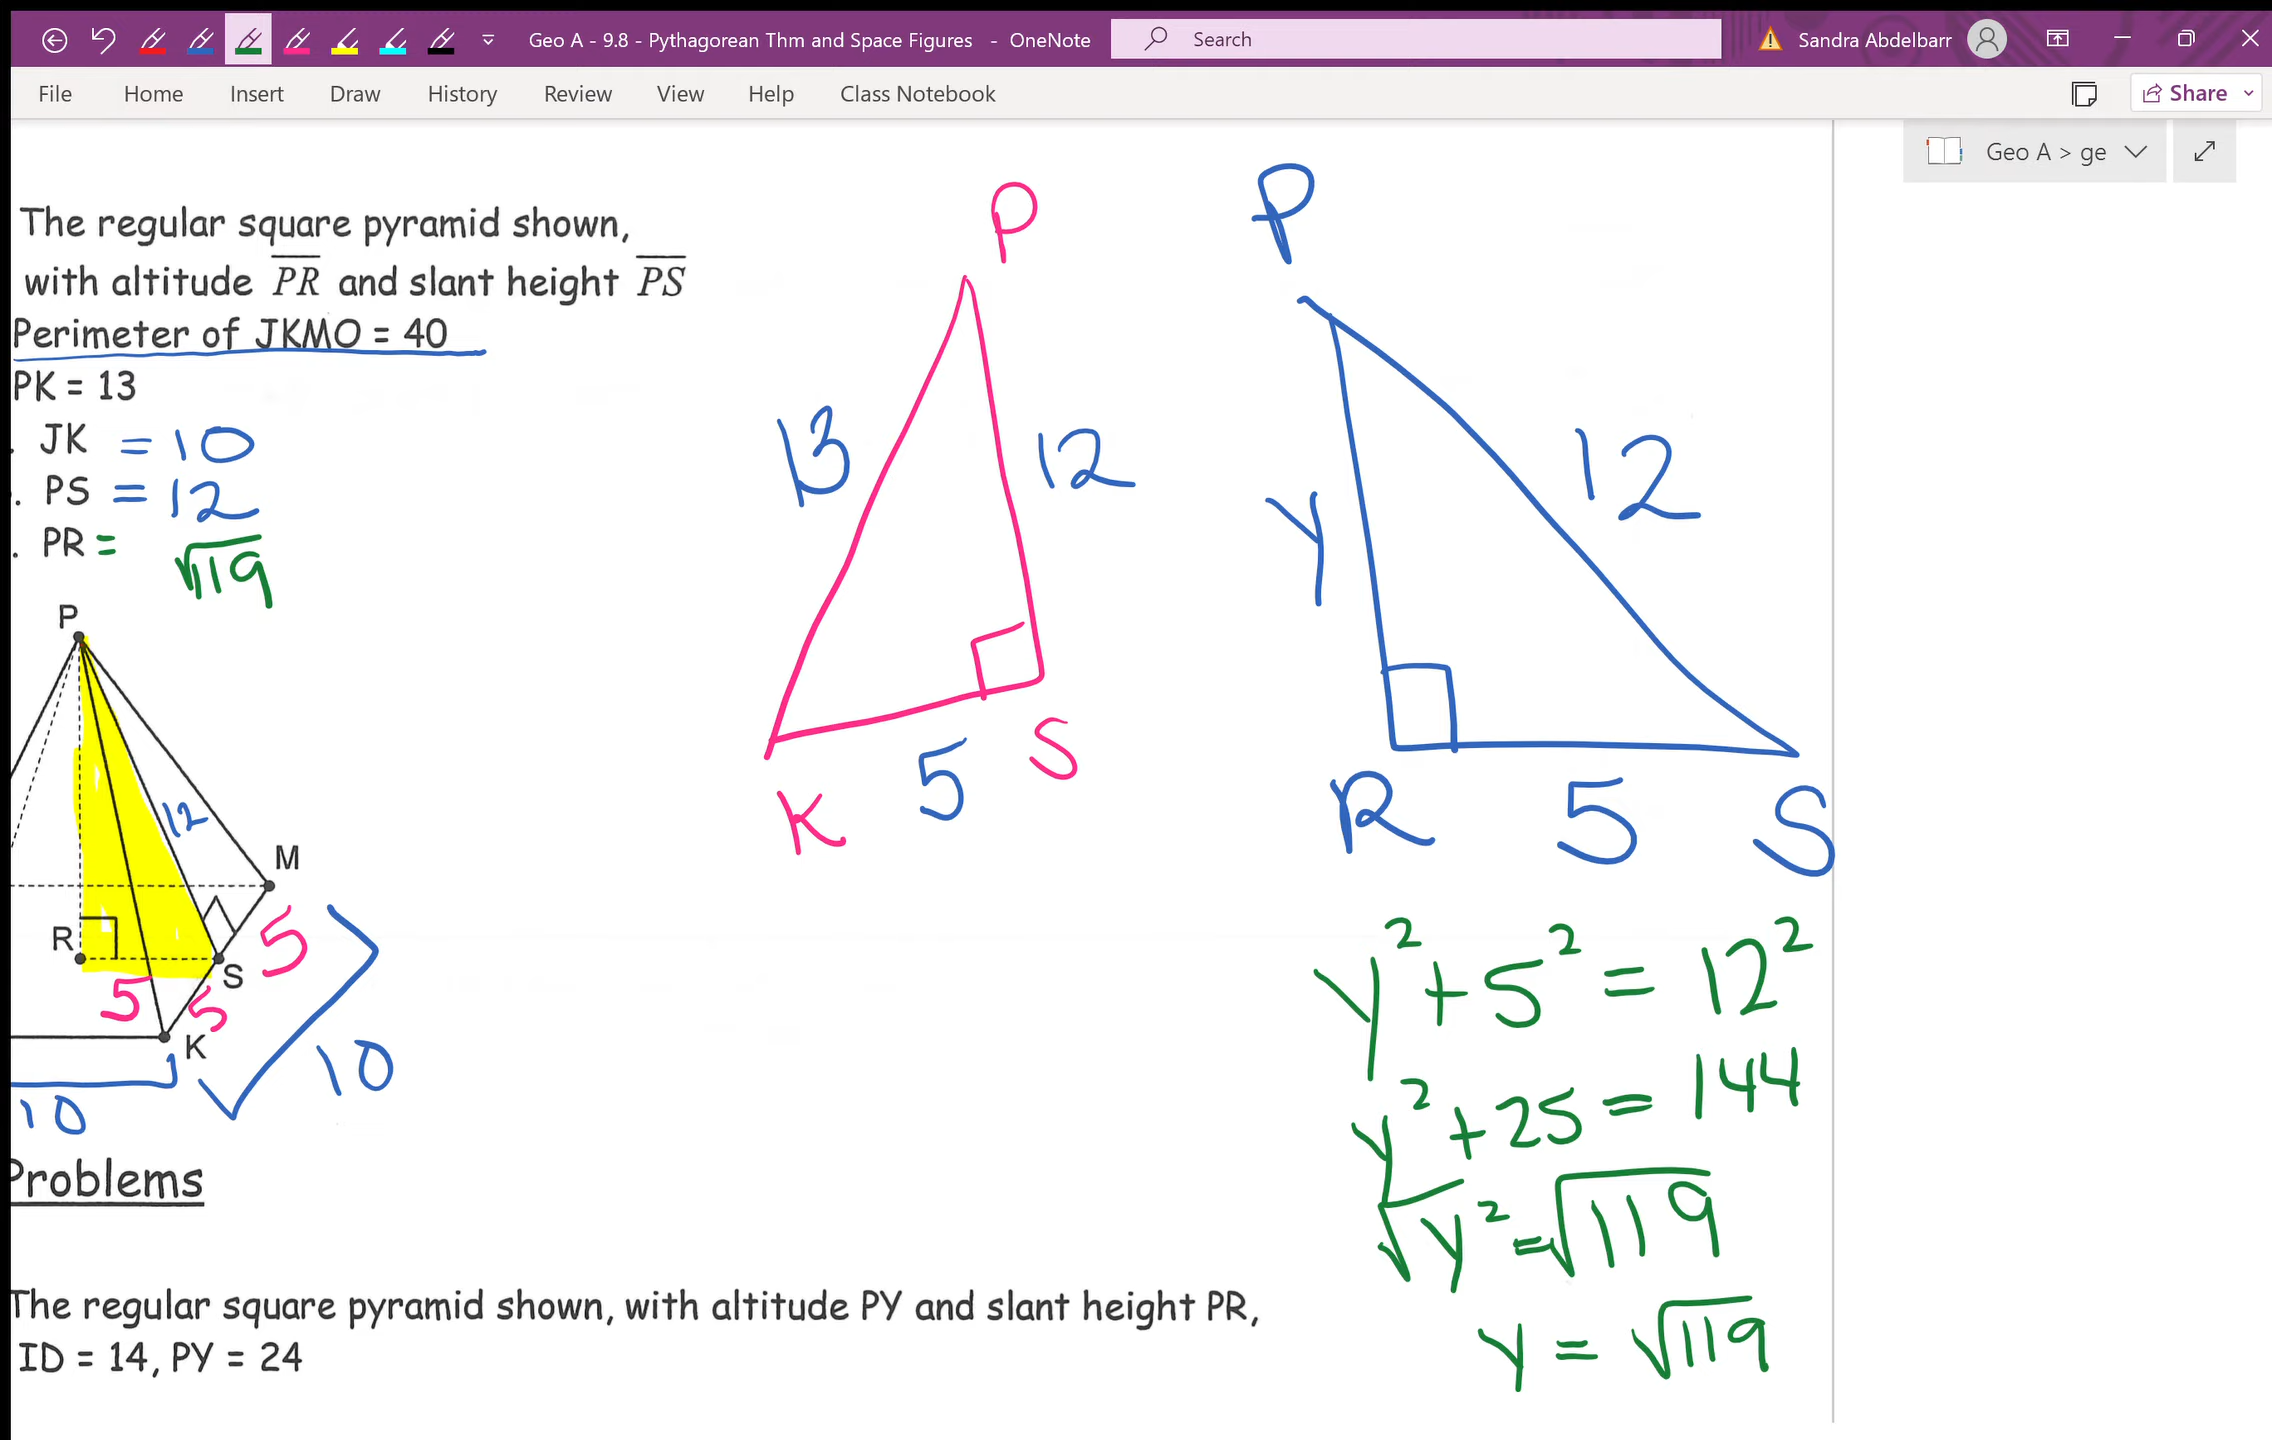 Geo A - 9.8 - Pythagorean Thm and Space Figures - OneNote
Search
Sandra Abdelbarr
File Home Insert Draw History Review View Help Class Notebook
Share
Geo A > ge
The regular square pyramid shown,
with altitude PR and slant height PS
Perimeter of JKMO = 40
PK = 13
. JK = 10
. PS = 12
. PR = √119
P
12
M
R
S
5
5
5
K
10
10
P
13
12
5
S
K
P
12
Y
R
5
S
y² + 5² = 12²
y² + 25 = 144
√y² = √119
y = √119
Problems
The regular square pyramid shown, with altitude PY and slant height PR,
ID = 14, PY = 24